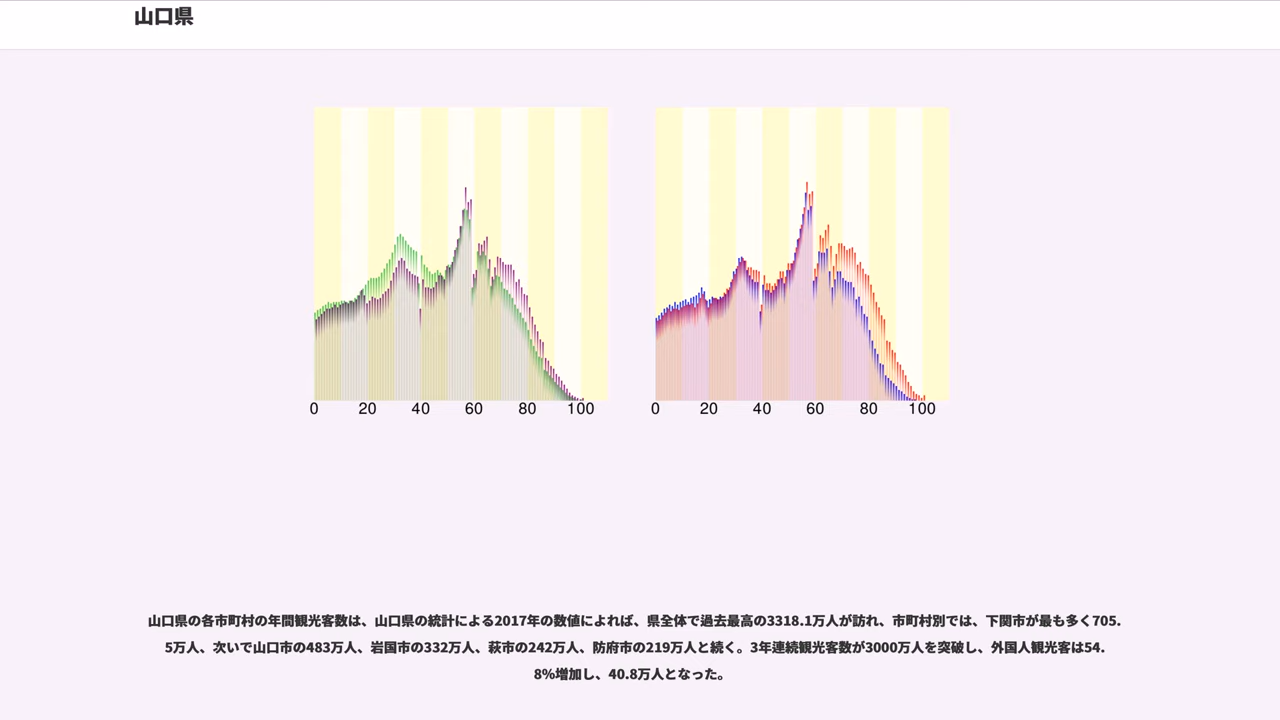 山口県
0 20 40 60 80 100
0 20 40 60 80 100
山口県の各市町村の年間観光客数は、山口県の統計による2017年の数値によれば、県全体で過去最高の3318.1万人が訪れ、市町村別では、下関市が最も多く705.
5万人、次いで山口市の483万人、岩国市の332万人、萩市の242万人、防府市の219万人と続く。3年連続観光客数が3000万人を突破し、外国人観光客は54.
8%増加し、40.8万人となった。